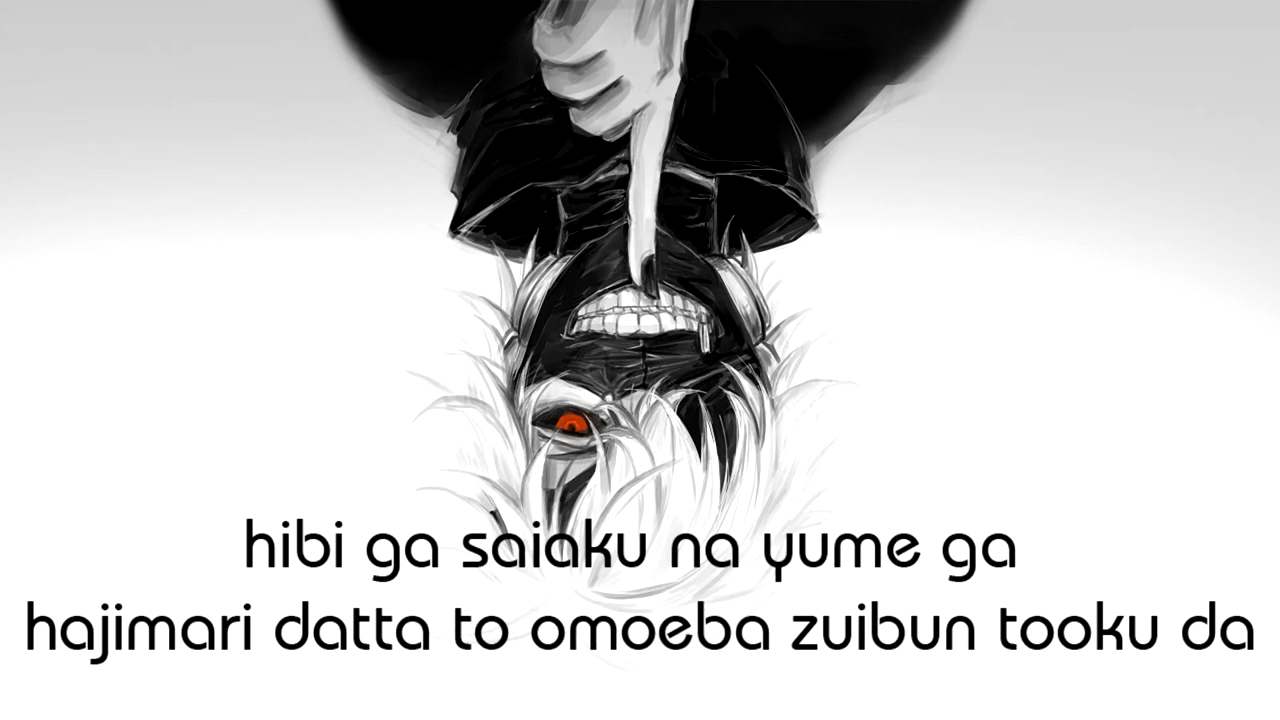 hibi ga saiaku na yume ga
hajimari datta to omoeba zuibun tooku da